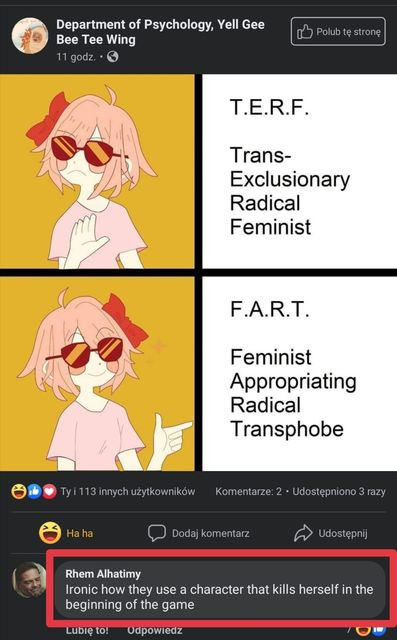 Department of Psychology, Yell Gee
Bee Tee Wing
11 godz. •
Polub tę stronę
T.E.R.F.
Trans-
Exclusionary
Radical
Feminist
F.A.R.T.
Feminist
Appropriating
Radical
Transphobe
Ty i 113 innych użytkowników
Komentarze: 2 • Udostępniono 3 razy
Ha ha
Dodaj komentarz
Udostępnij
Rhem Alhatimy
Ironic how they use a character that kills herself in the
beginning of the game
Lubię to!
Odpowiedz